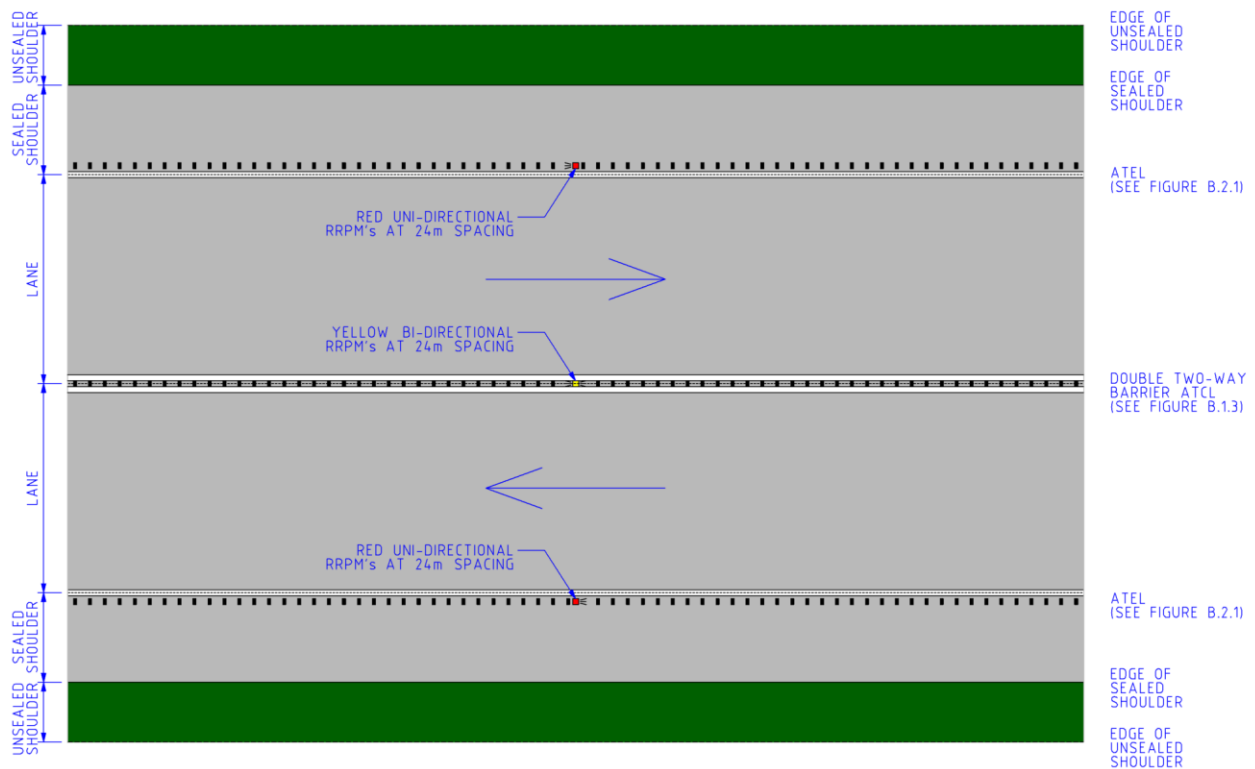 EDGE OF
UNSEALED
SHOULDER
UNSEALED
SHOULDER
EDGE OF
SEALED
SHOULDER
SEALED
SHOULDER
ATEL
(SEE FIGURE B.2.1)
RED UNI-DIRECTIONAL
RRPM's AT 24m SPACING
LANE
YELLOW BI-DIRECTIONAL
RRPM's AT 24m SPACING
DOUBLE TWO-WAY
BARRIER ATCL
(SEE FIGURE B.1.3)
LANE
RED UNI-DIRECTIONAL
RRPM's AT 24m SPACING
ATEL
(SEE FIGURE B.2.1)
SEALED
SHOULDER
EDGE OF
SEALED
SHOULDER
UNSEALED
SHOULDER
EDGE OF
UNSEALED
SHOULDER